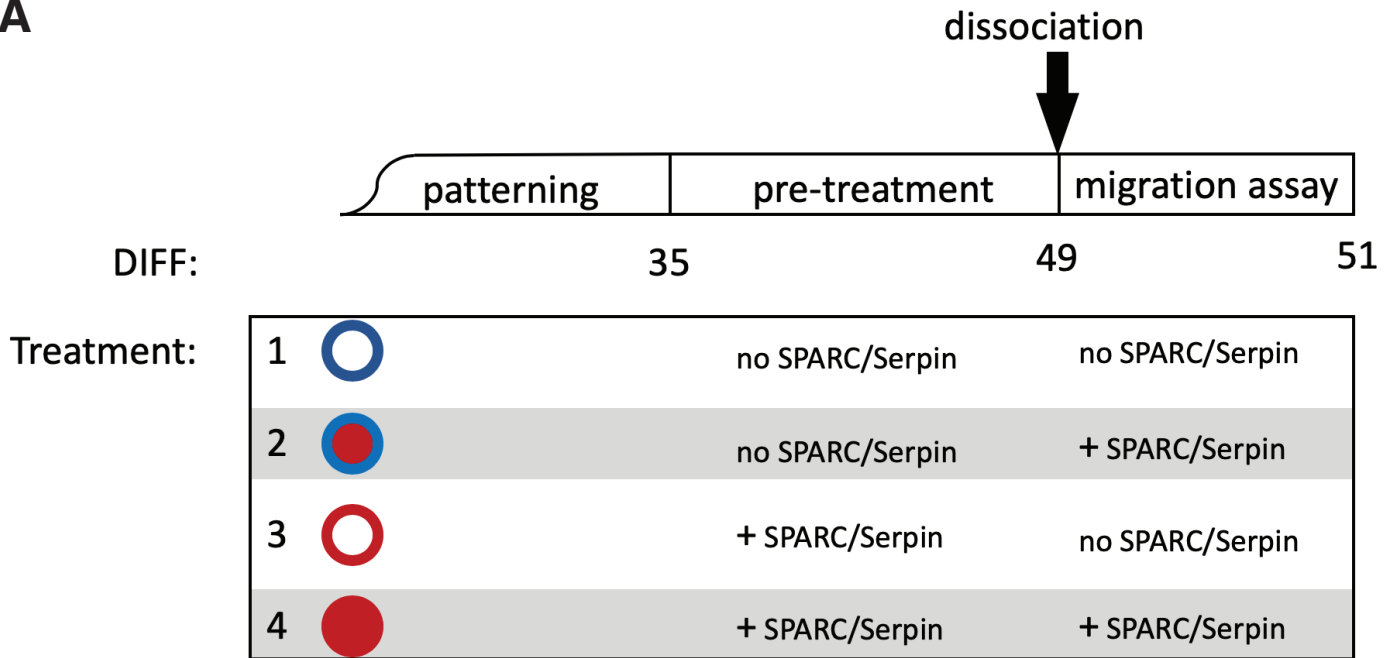 A
dissociation
patterning pre-treatment migration assay
DIFF: 35 49 51
Treatment: 1 no SPARC/Serpin no SPARC/Serpin
2 no SPARC/Serpin + SPARC/Serpin
3 + SPARC/Serpin no SPARC/Serpin
4 + SPARC/Serpin + SPARC/Serpin